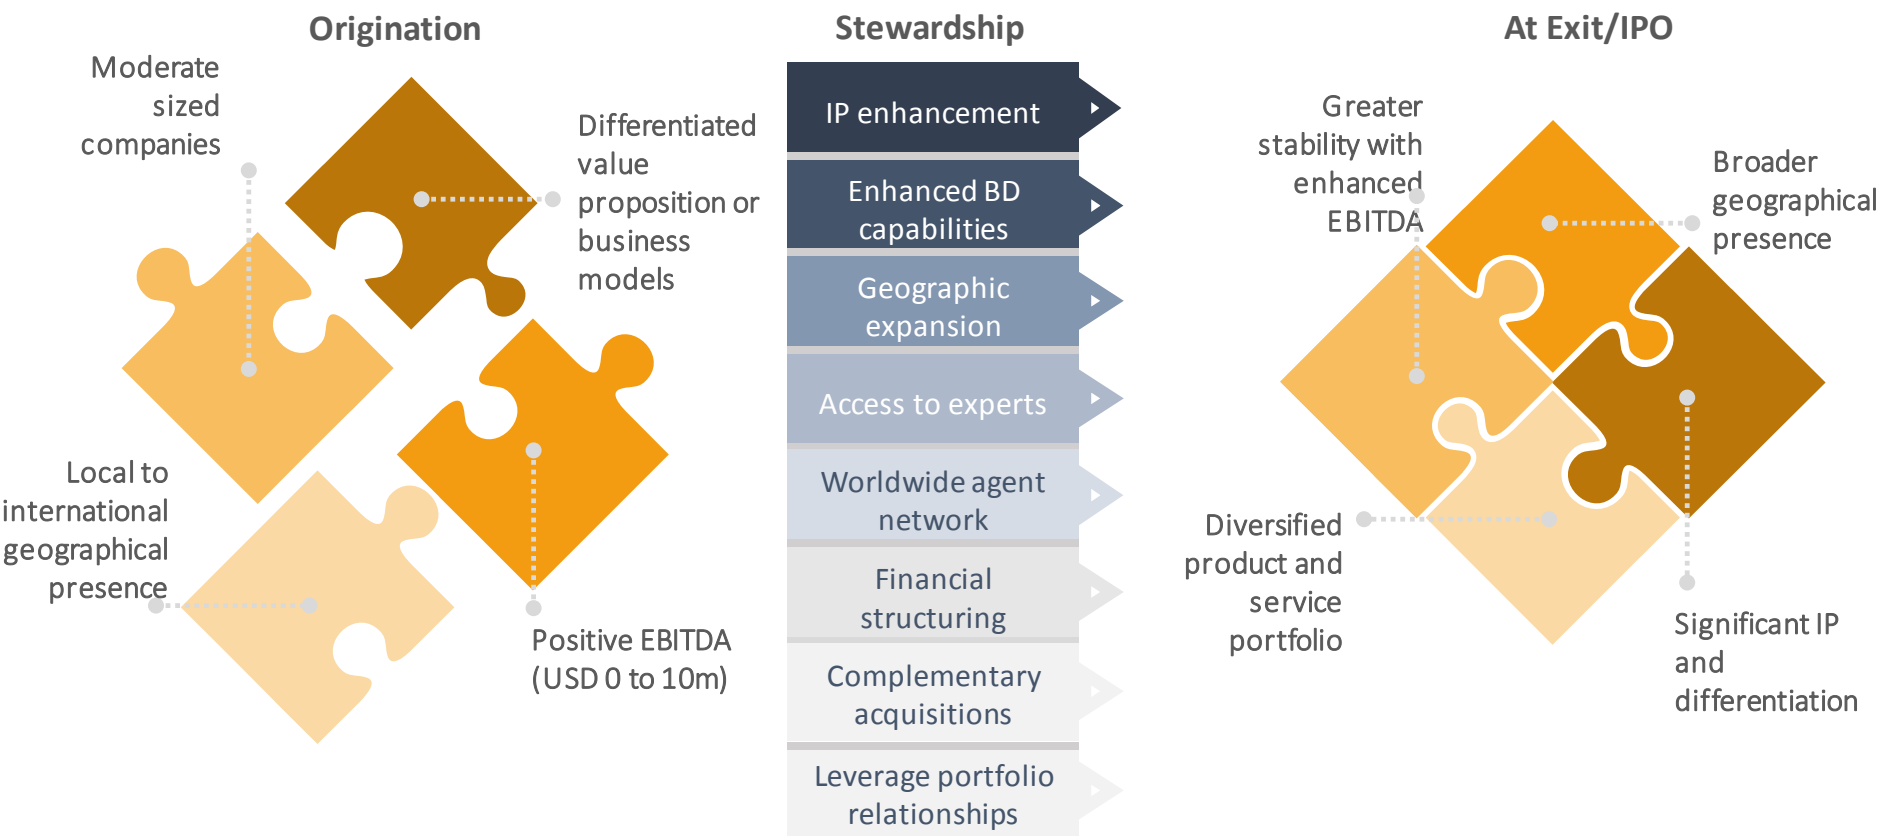 Origination
Moderate
sized
companies
Differentiated
value
proposition or
business
models
Local to
international
geographical
presence
Positive EBITDA
(USD 0 to 10m)
Stewardship
IP enhancement
Enhanced BD
capabilities
Geographic
expansion
Access to experts
Worldwide agent
network
Financial
structuring
Complementary
acquisitions
Leverage portfolio
relationships
At Exit/IPO
Greater
stability with
enhanced
EBITDA
Broader
geographical
presence
Diversified
product and
service
portfolio
Significant IP
and
differentiation